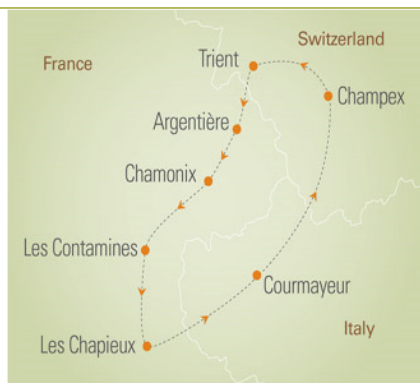 Switzerland
France
Trient
Champex
Argentière
Chamonix
Les Contamines
Courmayeur
Italy
Les Chapieux